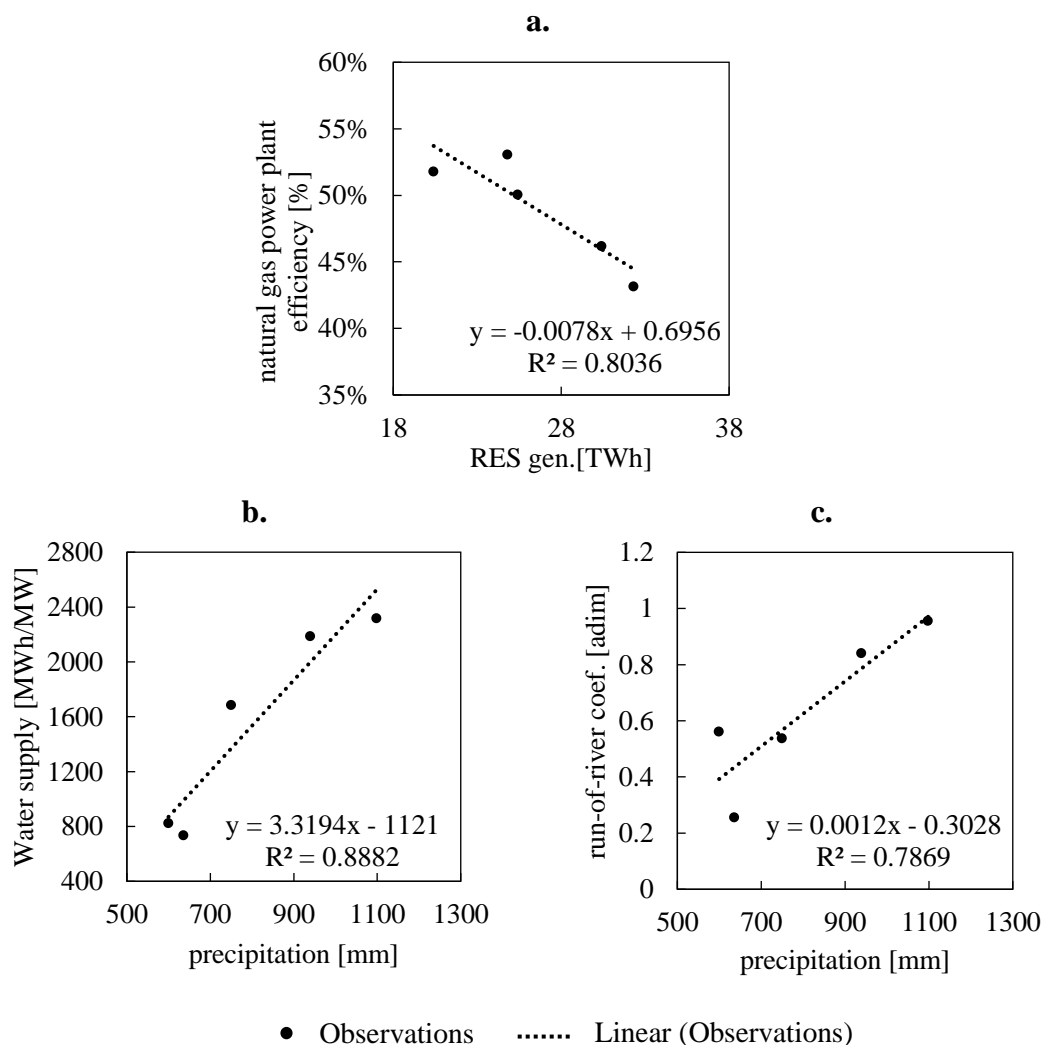 a.
60%
55%
50%
45%
40%
35%
natural gas power plant
efficiency [%]
y = -0.0078x + 0.6956
R² = 0.8036
18 28 38
RES gen.[TWh]
b.
2800
2400
2000
1600
1200
800
400
Water supply [MWh/MW]
y = 3.3194x - 1121
R² = 0.8882
500 700 900 1100 1300
precipitation [mm]
c.
1.2
1
0.8
0.6
0.4
0.2
0
run-of-river coef. [adim]
y = 0.0012x - 0.3028
R² = 0.7869
500 700 900 1100 1300
precipitation [mm]
Observations Linear (Observations)